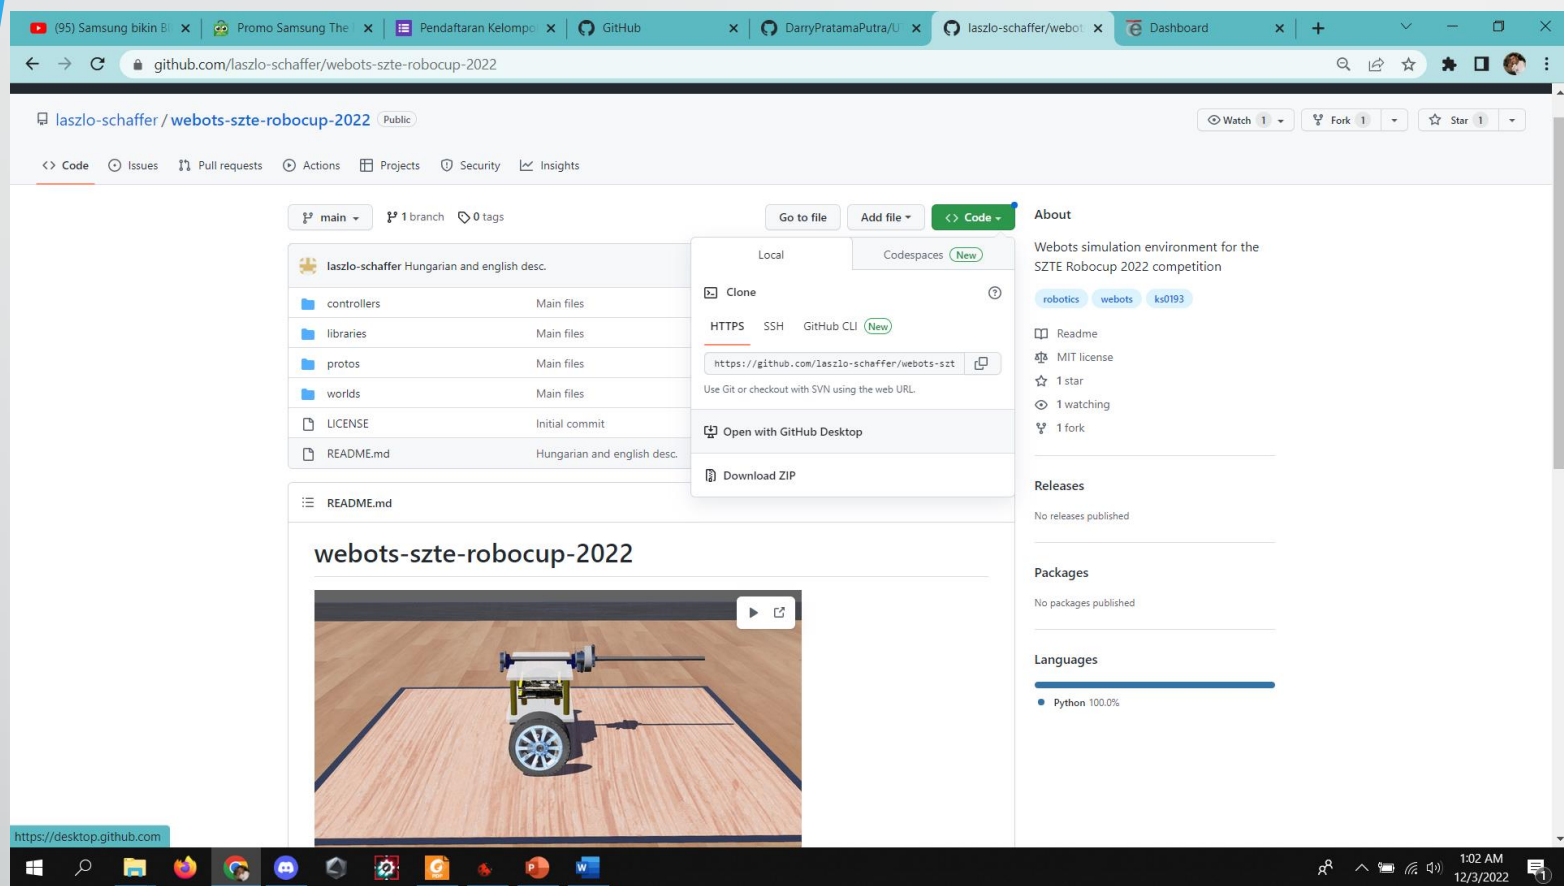 (95) Samsung bikin B
Promo Samsung The
Pendaftaran Kelompo
GitHub
DarryPratamaPutra/U
laszlo-schaffer/webot
Dashboard
github.com/laszlo-schaffer/webots-szte-robocup-2022
laszlo-schaffer / webots-szte-robocup-2022 Public
Watch 1
Fork 1
Star 1
Code
Issues
Pull requests
Actions
Projects
Security
Insights
main
1 branch
0 tags
Go to file
Add file
Code
laszlo-schaffer Hungarian and english desc.
controllers Main files
libraries Main files
protos Main files
worlds Main files
LICENSE Initial commit
README.md Hungarian and english desc.
Local
Codespaces New
Clone
HTTPS SSH GitHub CLI New
https://github.com/laszlo-schaffer/webots-szt
Use Git or checkout with SVN using the web URL.
Open with GitHub Desktop
Download ZIP
README.md
webots-szte-robocup-2022
About
Webots simulation environment for the
SZTE Robocup 2022 competition
robotics webots ks0193
Readme
MIT license
1 star
1 watching
1 fork
Releases
No releases published
Packages
No packages published
Languages
Python 100.0%
https://desktop.github.com
1:02 AM
12/3/2022